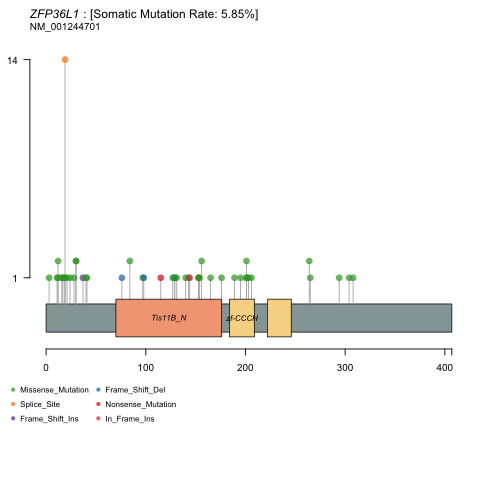 ZFP36L1 : [Somatic Mutation Rate: 5.85%]
NM_001244701
14
1
Tis11B_N
zf-CCCH
0 100 200 300 400
Missense_Mutation Frame_Shift_Del
Splice_Site Nonsense_Mutation
Frame_Shift_Ins In_Frame_Ins